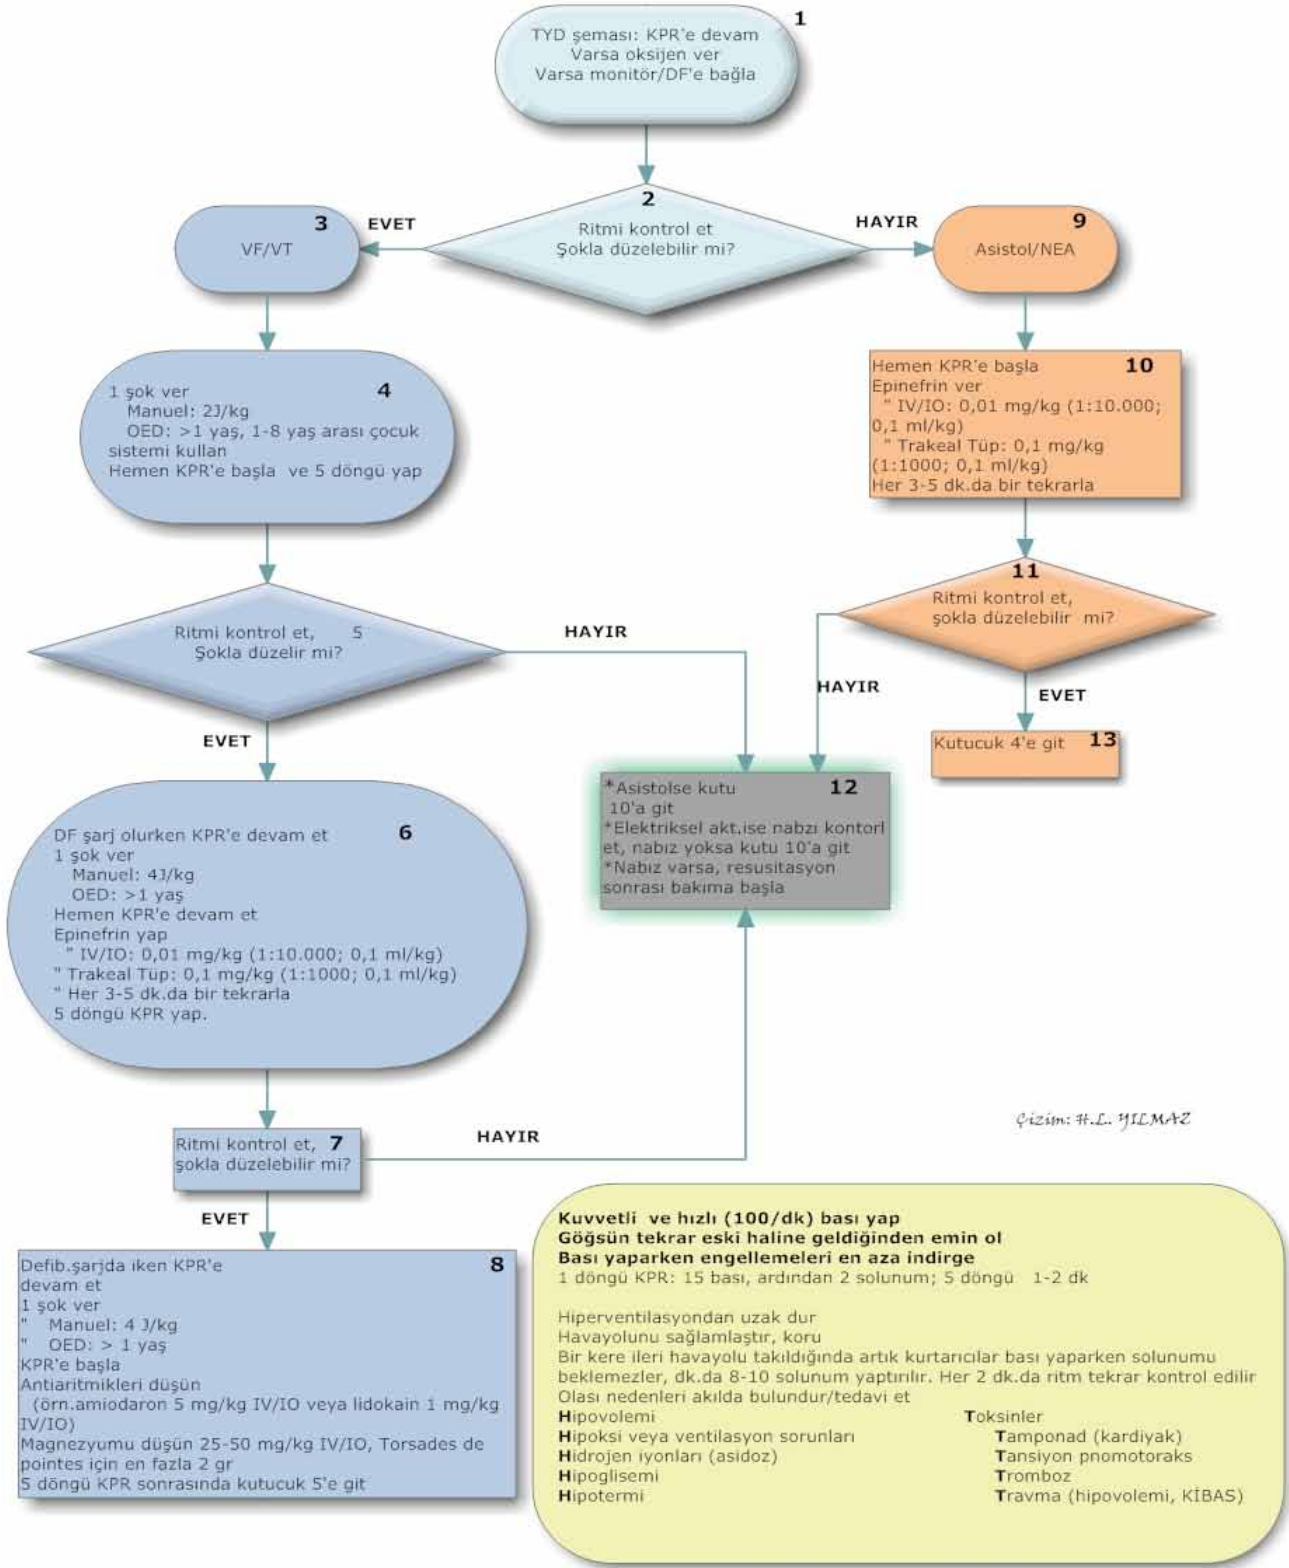 1
TYD şeması: KPR'e devam
Varsa oksijen ver
Varsa monitör/DF'e bağla
2
Ritmi kontrol et
Şokla düzelebilir mi?
EVET
HAYIR
3
VF/VT
9
Asistol/NEA
4
1 şok ver
Manuel: 2J/kg
OED: >1 yaş, 1-8 yaş arası çocuk
sistemi kullan
Hemen KPR'e başla ve 5 döngü yap
Hemen KPR'e başla 10
Epinefrin ver
" IV/IO: 0,01 mg/kg (1:10.000;
0,1 ml/kg)
" Trakeal Tüp: 0,1 mg/kg
(1:1000; 0,1 ml/kg)
Her 3-5 dk.da bir tekrarla
Ritmi kontrol et, 5
Şokla düzelir mi?
HAYIR
EVET
11
Ritmi kontrol et,
şokla düzelebilir mi?
HAYIR
EVET
Kutucuk 4'e git 13
*Asistolse kutu 12
10'a git
*Elektriksel akt.ise nabzı kontorl
et, nabız yoksa kutu 10'a git
*Nabız varsa, resusitasyon
sonrası bakıma başla
DF şarj olurken KPR'e devam et 6
1 şok ver
Manuel: 4J/kg
OED: >1 yaş
Hemen KPR'e devam et
Epinefrin yap
" IV/IO: 0,01 mg/kg (1:10.000; 0,1 ml/kg)
" Trakeal Tüp: 0,1 mg/kg (1:1000; 0,1 ml/kg)
" Her 3-5 dk.da bir tekrarla
5 döngü KPR yap.
Ritmi kontrol et, 7
şokla düzelebilir mi?
HAYIR
EVET
Defib.şarjda iken KPR'e 8
devam et
1 şok ver
" Manuel: 4 J/kg
" OED: > 1 yaş
KPR'e başla
Antiaritmikleri düşün
(örn.amiodaron 5 mg/kg IV/IO veya lidokain 1 mg/kg
IV/IO)
Magnezyumu düşün 25-50 mg/kg IV/IO, Torsades de
pointes için en fazla 2 gr
5 döngü KPR sonrasında kutucuk 5'e git
Çizim: H.L. YILMAZ
Kuvvetli ve hızlı (100/dk) bası yap
Göğsün tekrar eski haline geldiğinden emin ol
Bası yaparken engellemeleri en aza indirge
1 döngü KPR: 15 bası, ardından 2 solunum; 5 döngü 1-2 dk
Hiperventilasyondan uzak dur
Havayolunu sağlamlaştır, koru
Bir kere ileri havayolu takıldığında artık kurtarıcılar bası yaparken solunumu
beklemezler, dk.da 8-10 solunum yaptırılır. Her 2 dk.da ritm tekrar kontrol edilir
Olası nedenleri akılda bulundur/tedavi et
Hipovolemi
Hipoksi veya ventilasyon sorunları
Hidrojen iyonları (asidoz)
Hipoglisemi
Hipotermi
Toksinler
Tamponad (kardiyak)
Tansiyon pnomotoraks
Tromboz
Travma (hipovolemi, KİBAS)